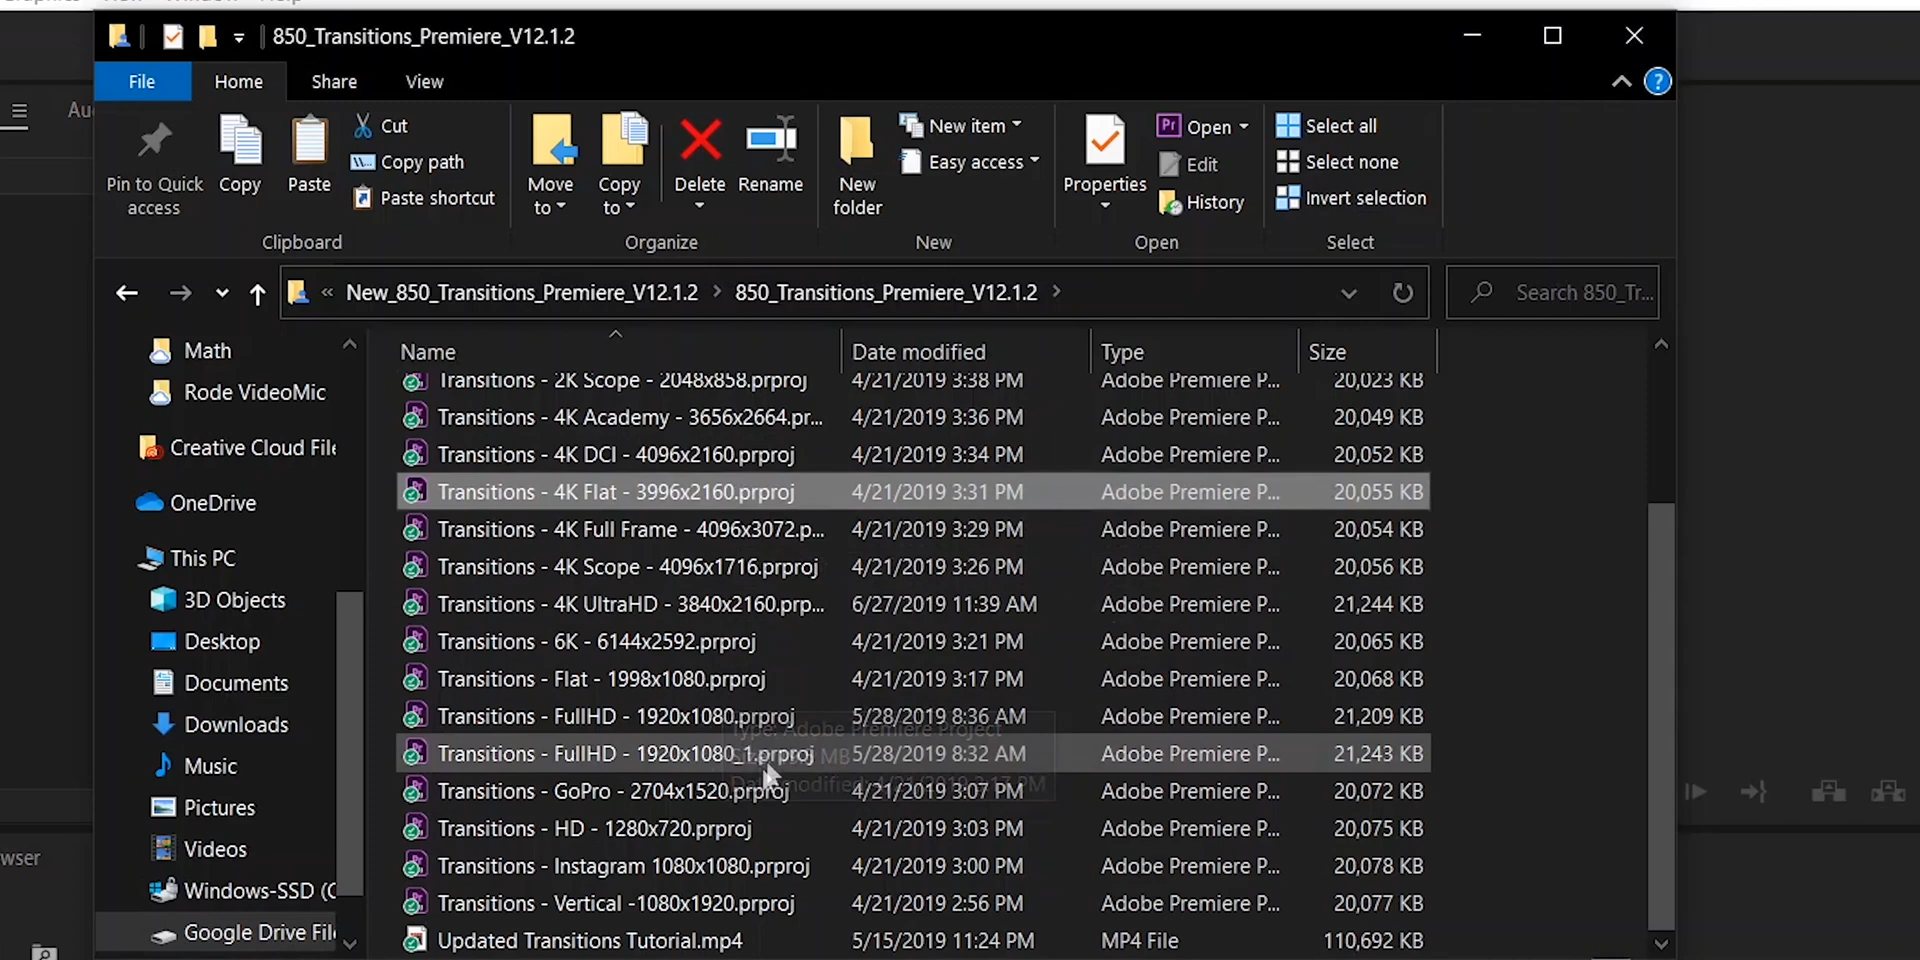 850_Transitions_Premiere_V12.1.2
File Home Share View
Pin to Quick access
Copy
Paste
Cut
Copy path
Paste shortcut
Clipboard
Move to
Copy to
Delete
Rename
Organize
New folder
New item
Easy access
New
Properties
Open
Edit
History
Open
Select all
Select none
Invert selection
Select
« New_850_Transitions_Premiere_V12.1.2 > 850_Transitions_Premiere_V12.1.2 >
Search 850_Tr...
Math
Rode VideoMic
Creative Cloud File
OneDrive
This PC
3D Objects
Desktop
Documents
Downloads
Music
Pictures
Videos
Windows-SSD (C
Google Drive File
Name Date modified Type Size
Transitions - 2K Scope - 2048x858.prproj 4/21/2019 3:38 PM Adobe Premiere P... 20,023 KB
Transitions - 4K Academy - 3656x2664.pr... 4/21/2019 3:36 PM Adobe Premiere P... 20,049 KB
Transitions - 4K DCI - 4096x2160.prproj 4/21/2019 3:34 PM Adobe Premiere P... 20,052 KB
Transitions - 4K Flat - 3996x2160.prproj 4/21/2019 3:31 PM Adobe Premiere P... 20,055 KB
Transitions - 4K Full Frame - 4096x3072.p... 4/21/2019 3:29 PM Adobe Premiere P... 20,054 KB
Transitions - 4K Scope - 4096x1716.prproj 4/21/2019 3:26 PM Adobe Premiere P... 20,056 KB
Transitions - 4K UltraHD - 3840x2160.prp... 6/27/2019 11:39 AM Adobe Premiere P... 21,244 KB
Transitions - 6K - 6144x2592.prproj 4/21/2019 3:21 PM Adobe Premiere P... 20,065 KB
Transitions - Flat - 1998x1080.prproj 4/21/2019 3:17 PM Adobe Premiere P... 20,068 KB
Transitions - FullHD - 1920x1080.prproj 5/28/2019 8:36 AM Adobe Premiere P... 21,209 KB
Type: Adobe Premiere Project
Transitions - FullHD - 1920x1080_1.prproj 5/28/2019 8:32 AM Adobe Premiere P... 21,243 KB
Transitions - GoPro - 2704x1520.prproj 4/21/2019 3:07 PM Adobe Premiere P... 20,072 KB
Transitions - HD - 1280x720.prproj 4/21/2019 3:03 PM Adobe Premiere P... 20,075 KB
Transitions - Instagram 1080x1080.prproj 4/21/2019 3:00 PM Adobe Premiere P... 20,078 KB
Transitions - Vertical -1080x1920.prproj 4/21/2019 2:56 PM Adobe Premiere P... 20,077 KB
Updated Transitions Tutorial.mp4 5/15/2019 11:24 PM MP4 File 110,692 KB
Au
wser